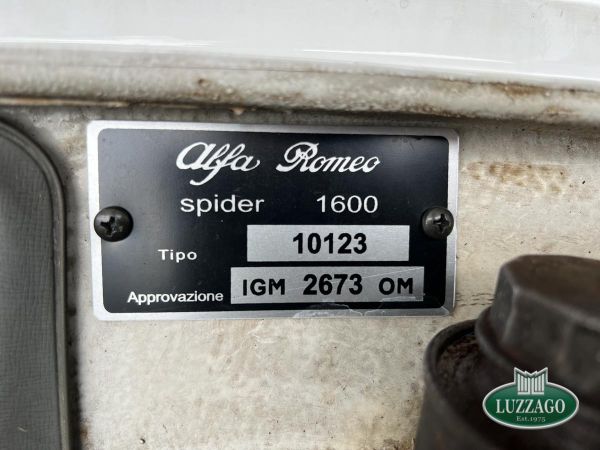 Alfa Romeo
spider 1600
Tipo 10123
Approvazione IGM 2673 OM
LUZZAGO
Est.1975